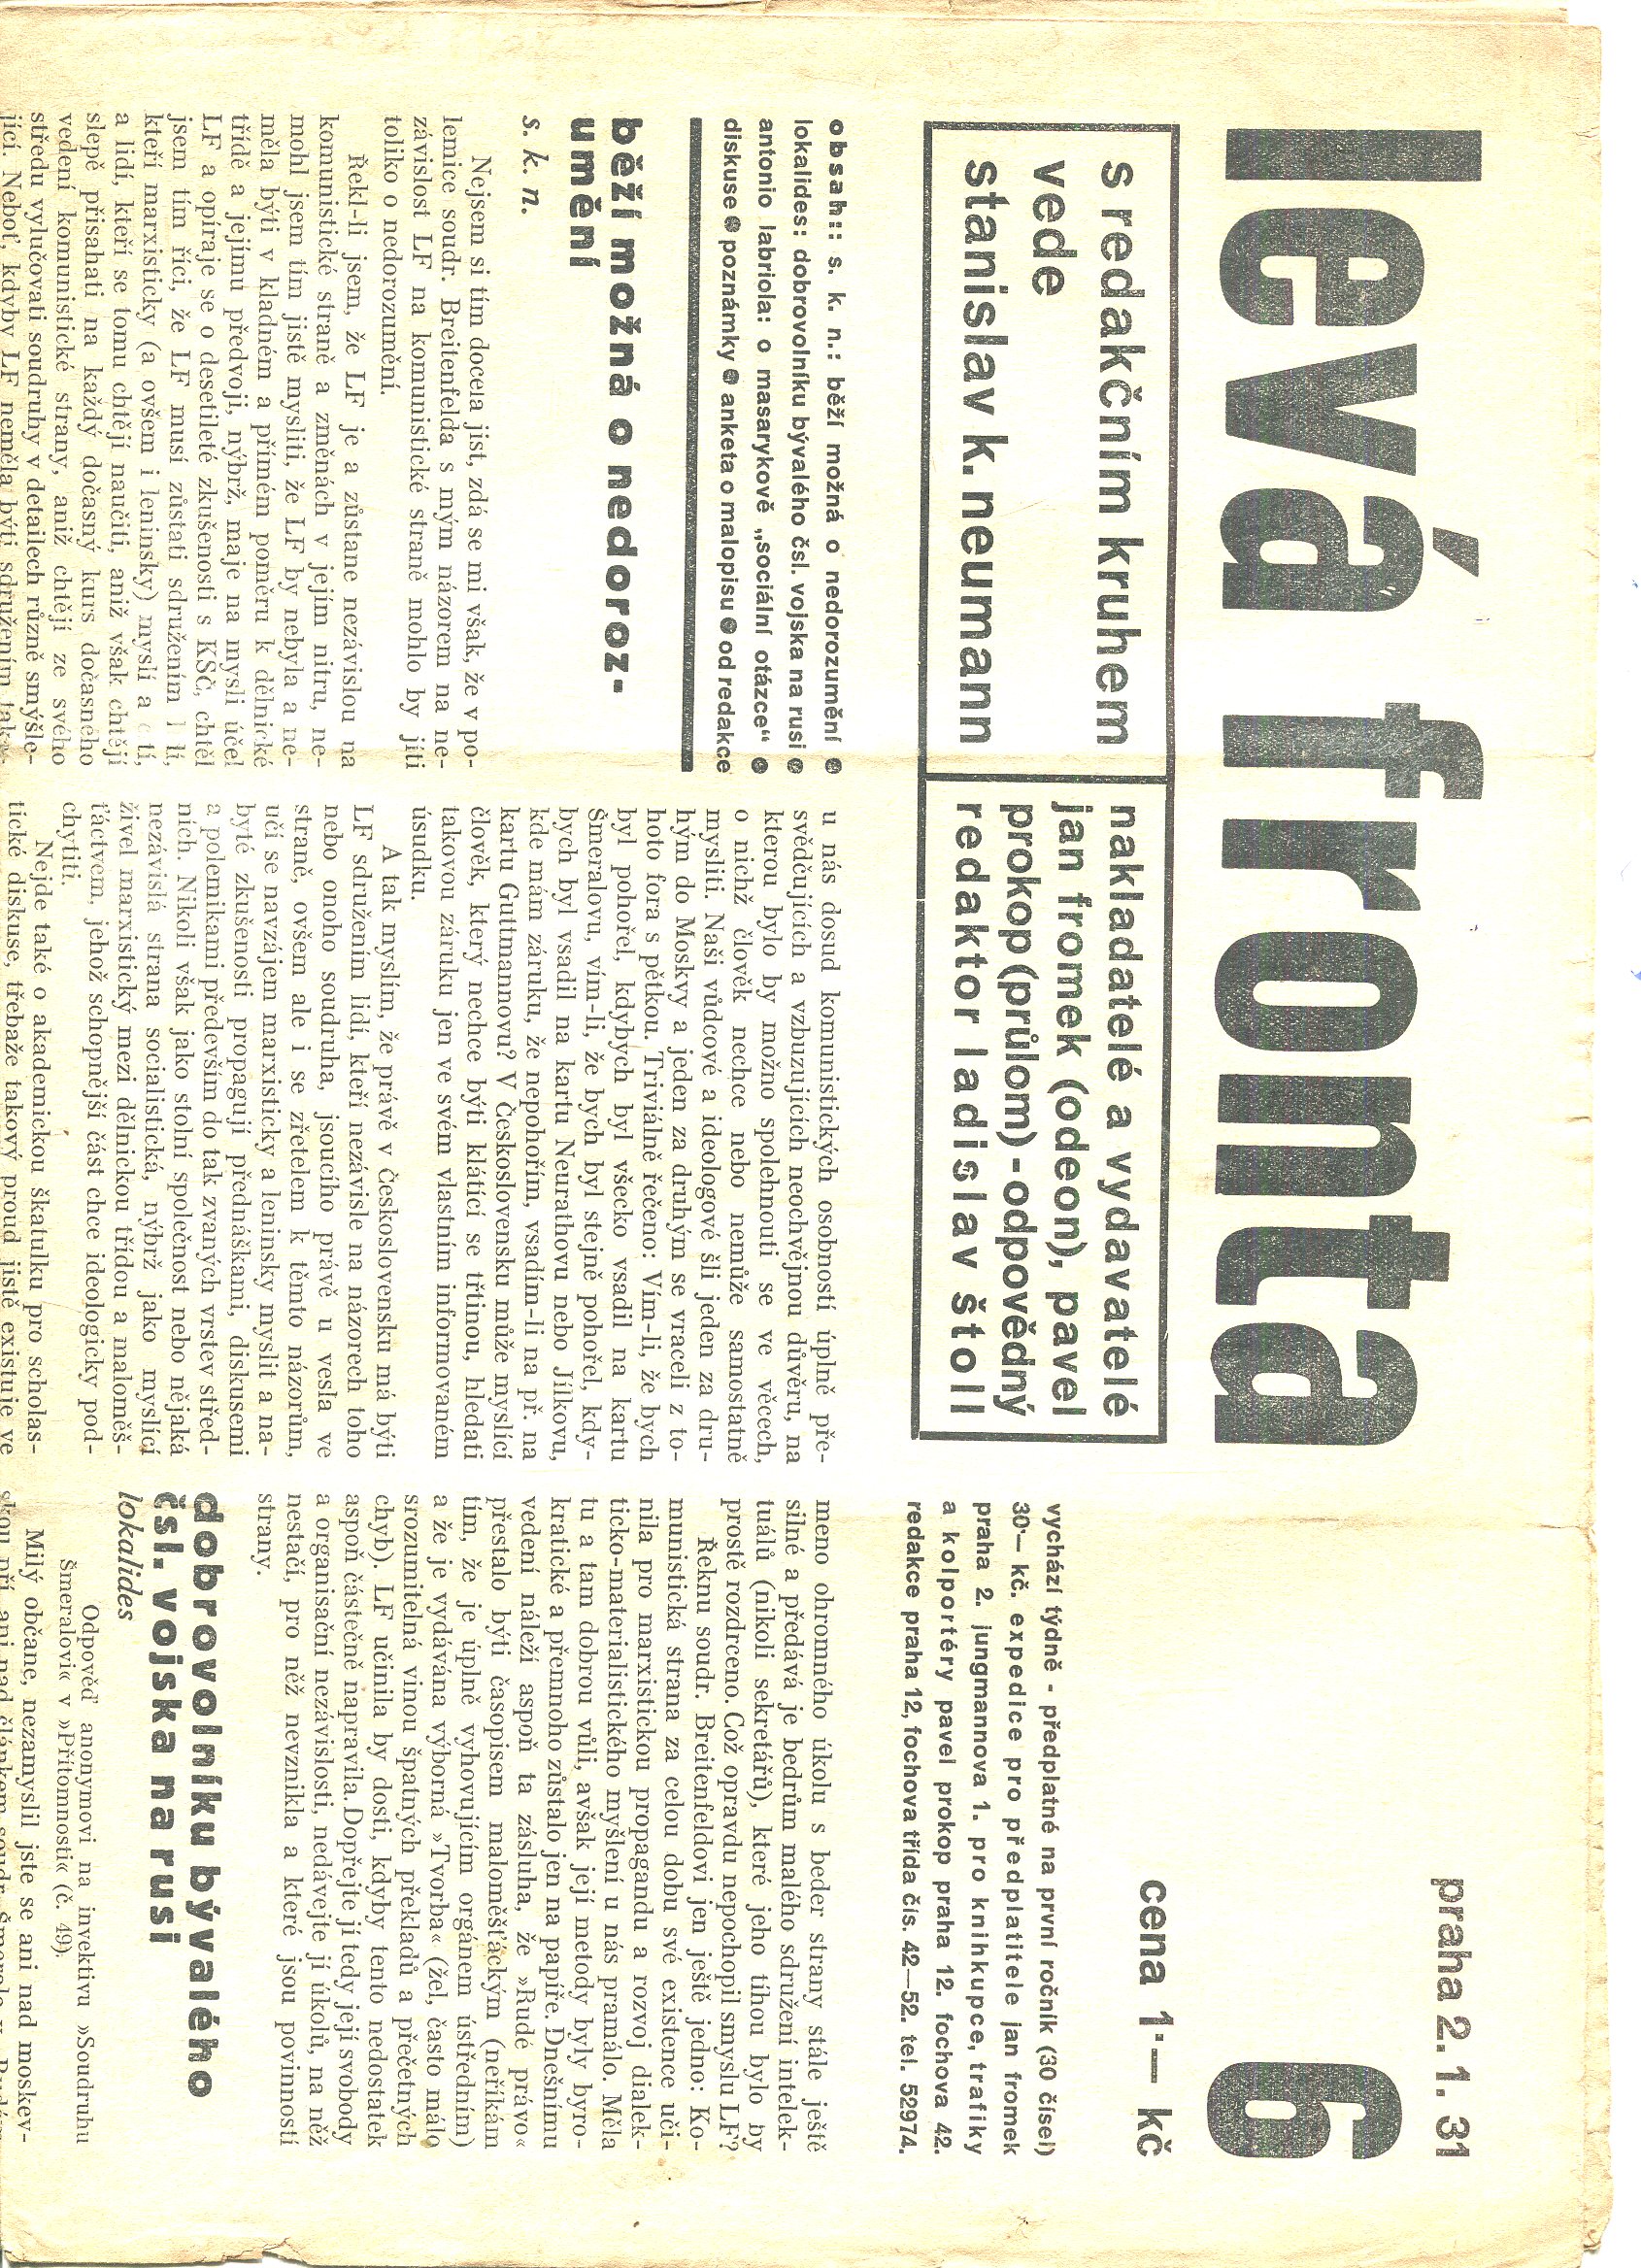 levá fronta
praha 2. 1. 31
6
cena 1·— kč
s redakčním kruhem
vede
stanislav k. neumann
nakladatelé a vydavatelé
jan fromek (odeon), pavel
prokop (průlom) - odpovědný
redaktor ladislav štoll
vychází týdně - předplatné na první ročník (30 čísel)
30·— kč. expedice pro předplatitele jan fromek
praha 2. jungmannova 1. pro knihkupce, trafiky
a kolportéry pavel prokop praha 12. fochova 42.
redakce praha 12, fochova třída čís. 42—52. tel. 52974.
obsah: s. k. n.: běží možná o nedorozumění ●
lokalides: dobrovolníku bývalého čsl. vojska na rusi ●
antonio labriola: o masarykově „sociální otázce“ ●
diskuse ● poznámky ● anketa o malopisu ● od redakce
běží možná o nedoroz-
umění
s. k. n.
Nejsem si tím docela jist, zdá se mi však, že v po-
lemice soudr. Breitenfelda s mým názorem na ne-
závislost LF na komunistické straně mohlo by jíti
toliko o nedorozumění.
Řekl-li jsem, že LF je a zůstane nezávislou na
komunistické straně a změnách v jejím nitru, ne-
mohl jsem tím jistě mysliti, že LF by nebyla a ne-
měla býti v kladném a přímém poměru k dělnické
třídě a jejímu předvoji, nýbrž, maje na mysli účel
LF a opíraje se o desetileté zkušenosti s KSČ, chtěl
jsem tím říci, že LF musí zůstati sdružením lidí,
kteří marxisticky (a ovšem i leninsky) myslí a ctí,
a lidí, kteří se tomu chtějí naučiti, aniž však chtějí
slepě přisahati na každý dočasný kurs dočasného
vedení komunistické strany, aniž chtějí ze svého
středu vylučovati soudruhy v detailech různě smýšle-
jící. Neboť, kdyby LF neměla býti sdružením tak
u nás dosud komunistických osobností úplně pře-
svědčujících a vzbuzujících neochvějnou důvěru, na
kterou bylo by možno spolehnouti se ve věcech,
o nichž člověk nechce nebo nemůže samostatně
mysliti. Naši vůdcové a ideologové šli jeden za dru-
hým do Moskvy a jeden za druhým se vraceli z to-
hoto fora s pětkou. Triviálně řečeno: Vím-li, že bych
byl pohořel, kdybych byl všecko vsadil na kartu
Šmeralovu, vím-li, že bych byl stejně pohořel, kdy-
bych byl vsadil na kartu Neurathovu nebo Jílkovu,
kde mám záruku, že nepohořím, vsadím-li na př. na
kartu Guttmannovu? V Československu může myslící
člověk, který nechce býti klátící se třtinou, hledati
takovou záruku jen ve svém vlastním informovaném
úsudku.
A tak myslím, že právě v Československu má býti
LF sdružením lidí, kteří nezávisle na názorech toho
nebo onoho soudruha, jsoucího právě u vesla ve
straně, ovšem ale i se zřetelem k těmto názorům,
učí se navzájem marxisticky a leninsky myslit a na-
byté zkušenosti propagují přednáškami, diskusemi
a polemikami především do tak zvaných vrstev střed-
ních. Nikoli však jako stolní společnost nebo nějaká
nezávislá strana socialistická, nýbrž jako myslící
živel marxistický mezi dělnickou třídou a maloměš-
ťáctvem, jehož schopnější část chce ideologicky pod-
chytiti.
Nejde také o akademickou škatulku pro scholas-
tické diskuse, třebaže takový proud jistě existuje ve
meno ohromného úkolu s beder strany stále ještě
silné a předává je bedrům malého sdružení intelek-
tuálů (nikoli sekretářů), které jeho tíhou bylo by
prostě rozdrceno. Což opravdu nepochopil smyslu LF?
Řeknu soudr. Breitenfeldovi jen ještě jedno: Ko-
munistická strana za celou dobu své existence uči-
nila pro marxistickou propagandu a rozvoj dialek-
ticko-materialistického myšlení u nás pramálo. Měla
tu a tam dobrou vůli, avšak její metody byly byro-
kratické a přemnoho zůstalo jen na papíře. Dnešnímu
vedení náleží aspoň ta zásluha, že »Rudé právo«
přestalo býti časopisem maloměšťáckým (neříkám
tím, že je úplně vyhovujícím orgánem ústředním)
a že je vydávána výborná »Tvorba« (žel, často málo
srozumitelná vinou špatných překladů a přečetných
chyb). LF učinila by dosti, kdyby tento nedostatek
aspoň částečně napravila. Dopřejte jí tedy její svobody
a organisační nezávislosti, nedávejte jí úkolů, na něž
nestačí, pro něž nevznikla a které jsou povinností
strany.
dobrovolníku bývalého
čsl. vojska na rusi
lokalides
Odpověď anonymovi na invektivu »Soudruhu
Šmeralovi« v »Přítomnosti« (č. 49).
Milý občane, nezamyslil jste se ani nad moskev-
skou při ani nad článkem soudr. Šmerala v Rudém